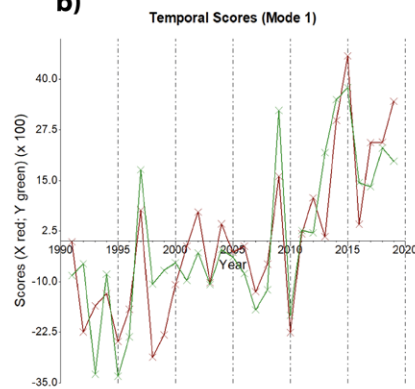 b)
Temporal Scores (Mode 1)
Scores (X red; Y green) (x 100)
40.0
27.5
15.0
2.5
-10.0
-22.5
-35.0
1990 1995 2000 2005 2010 2015 2020
Year